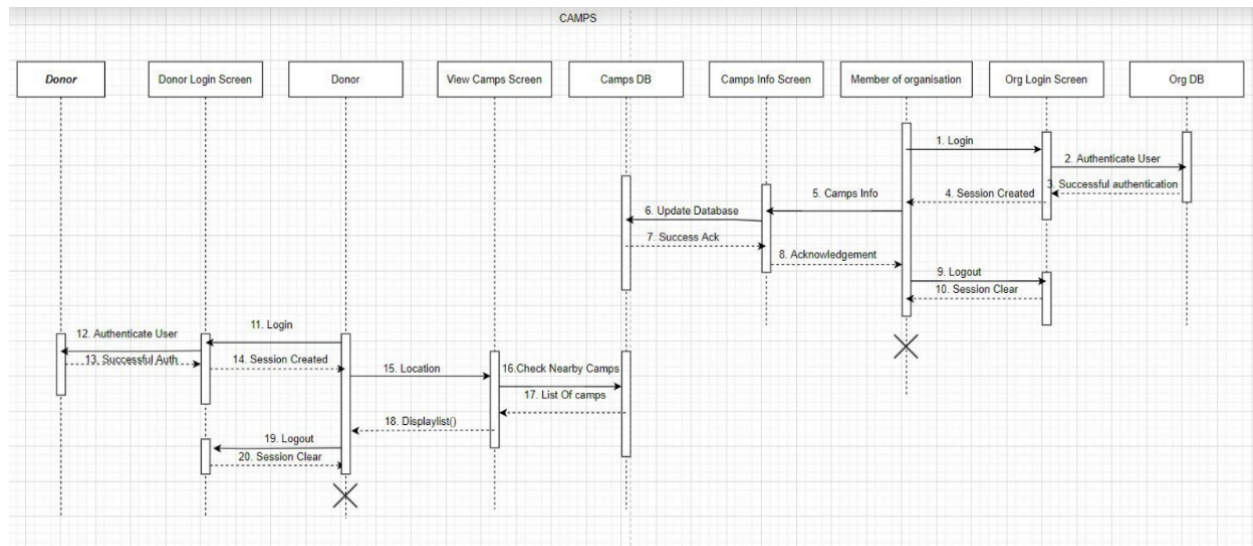 CAMPS
Donor
Donor Login Screen
Donor
View Camps Screen
Camps DB
Camps Info Screen
Member of organisation
Org Login Screen
Org DB
1. Login
2. Authenticate User
3. Successful authentication
4. Session Created
5. Camps Info
6. Update Database
7. Success Ack
8. Acknowledgement
9. Logout
10. Session Clear
11. Login
12. Authenticate User
13. Successful Auth
14. Session Created
15. Location
16.Check Nearby Camps
17. List Of camps
18. Displaylist()
19. Logout
20. Session Clear